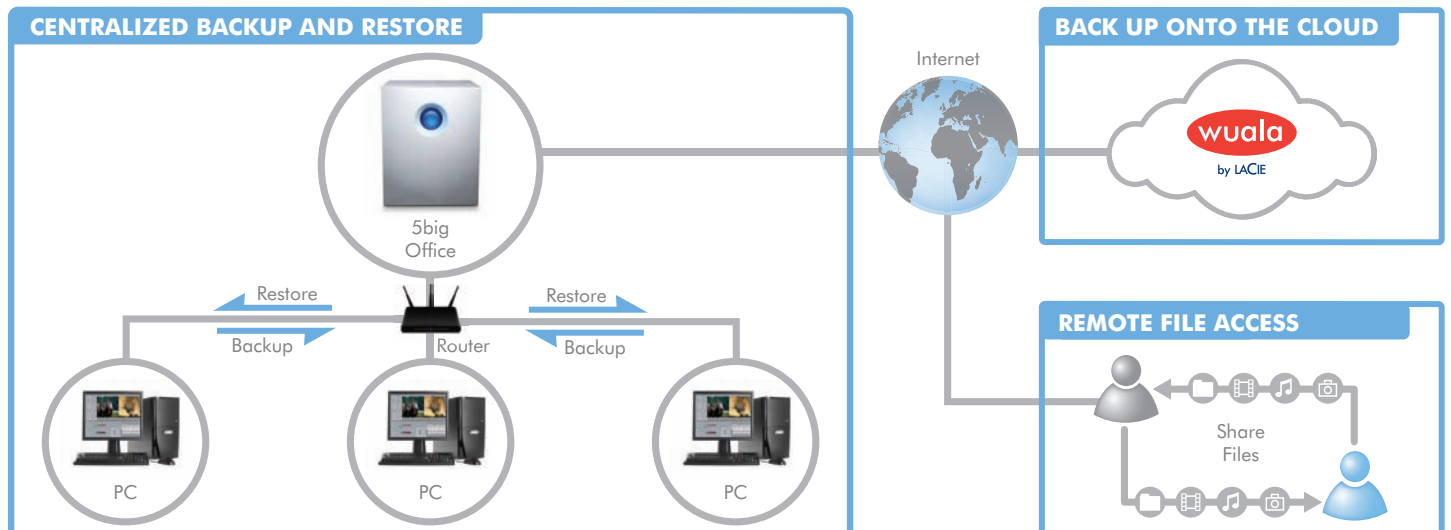 CENTRALIZED BACKUP AND RESTORE
5big
Office
Restore
Backup
Router
Restore
Backup
PC
PC
PC
Internet
BACK UP ONTO THE CLOUD
wuala
by LACIE
REMOTE FILE ACCESS
Share
Files